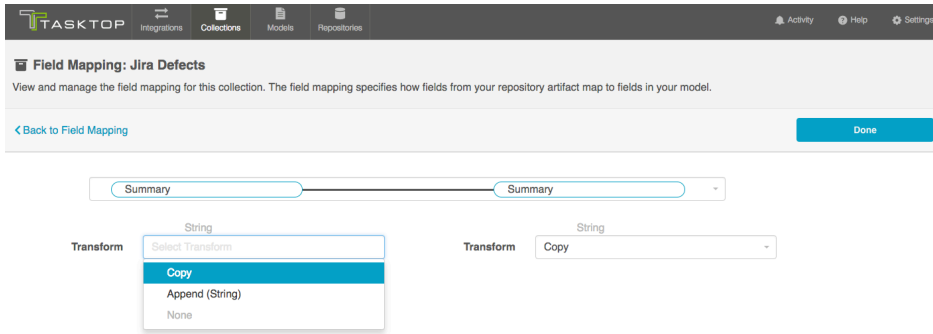 TASKTOP
Integrations
Collections
Models
Repositories
Activity
Help
Settings
Field Mapping: Jira Defects
View and manage the field mapping for this collection. The field mapping specifies how fields from your repository artifact map to fields in your model.
Back to Field Mapping
Done
Summary
Summary
String
String
Transform
Select Transform
Transform
Copy
Copy
Append (String)
None